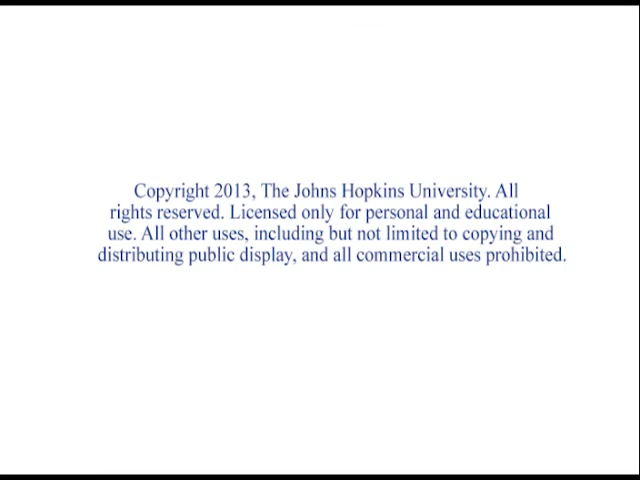 Copyright 2013, The Johns Hopkins University. All
rights reserved. Licensed only for personal and educational
use. All other uses, including but not limited to copying and
distributing public display, and all commercial uses prohibited.